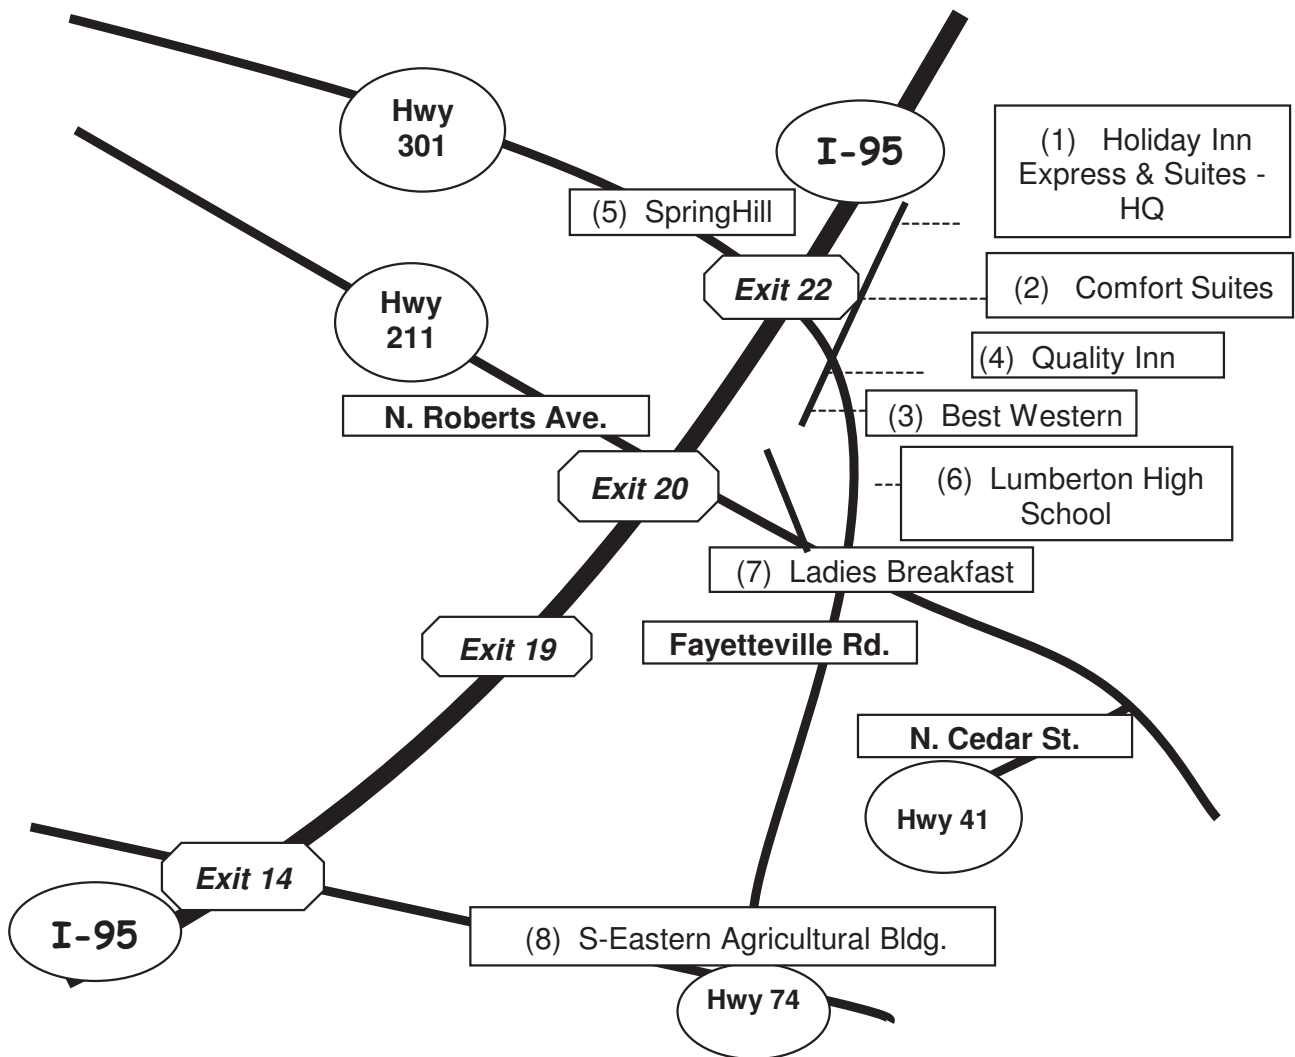 Hwy
301
I-95
(1) Holiday Inn
Express & Suites -
HQ
(5) SpringHill
Exit 22
(2) Comfort Suites
Hwy
211
(4) Quality Inn
N. Roberts Ave.
(3) Best Western
Exit 20
(6) Lumberton High
School
(7) Ladies Breakfast
Exit 19
Fayetteville Rd.
N. Cedar St.
Hwy 41
Exit 14
I-95
(8) S-Eastern Agricultural Bldg.
Hwy 74